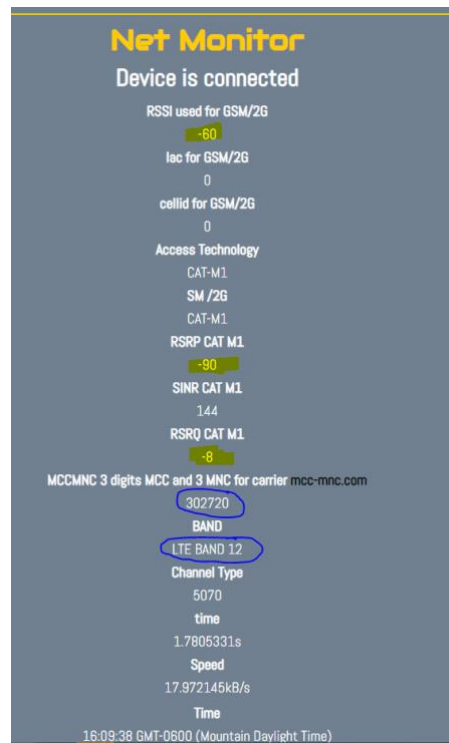 Net Monitor
Device is connected
RSSI used for GSM/2G
-60
lac for GSM/2G
0
cellid for GSM/2G
0
Access Technology
CAT-M1
SM /2G
CAT-M1
RSRP CAT M1
-90
SINR CAT M1
144
RSRQ CAT M1
-8
MCCMNC 3 digits MCC and 3 MNC for carrier mcc-mnc.com
302720
BAND
LTE BAND 12
Channel Type
5070
time
1.7805331s
Speed
17.972145kB/s
Time
16:09:38 GMT-0600 (Mountain Daylight Time)